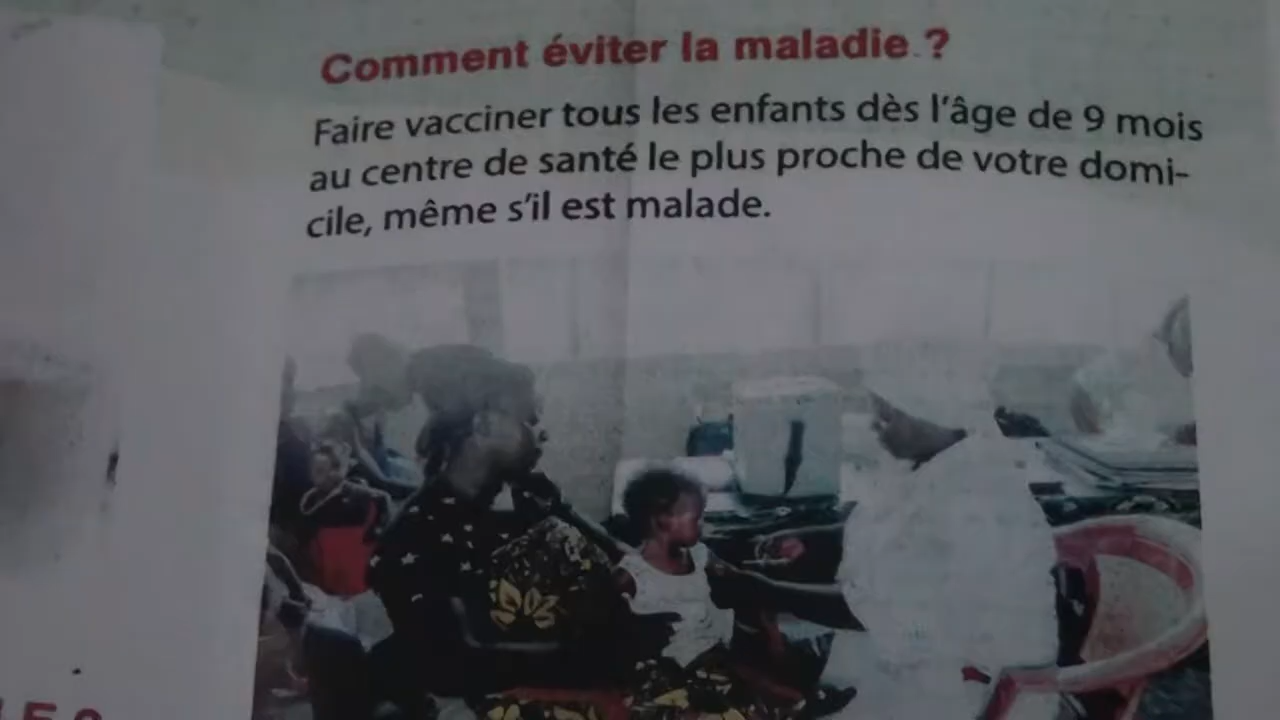 Comment éviter la maladie ?
Faire vacciner tous les enfants dès l'âge de 9 mois
au centre de santé le plus proche de votre domi-
cile, même s'il est malade.